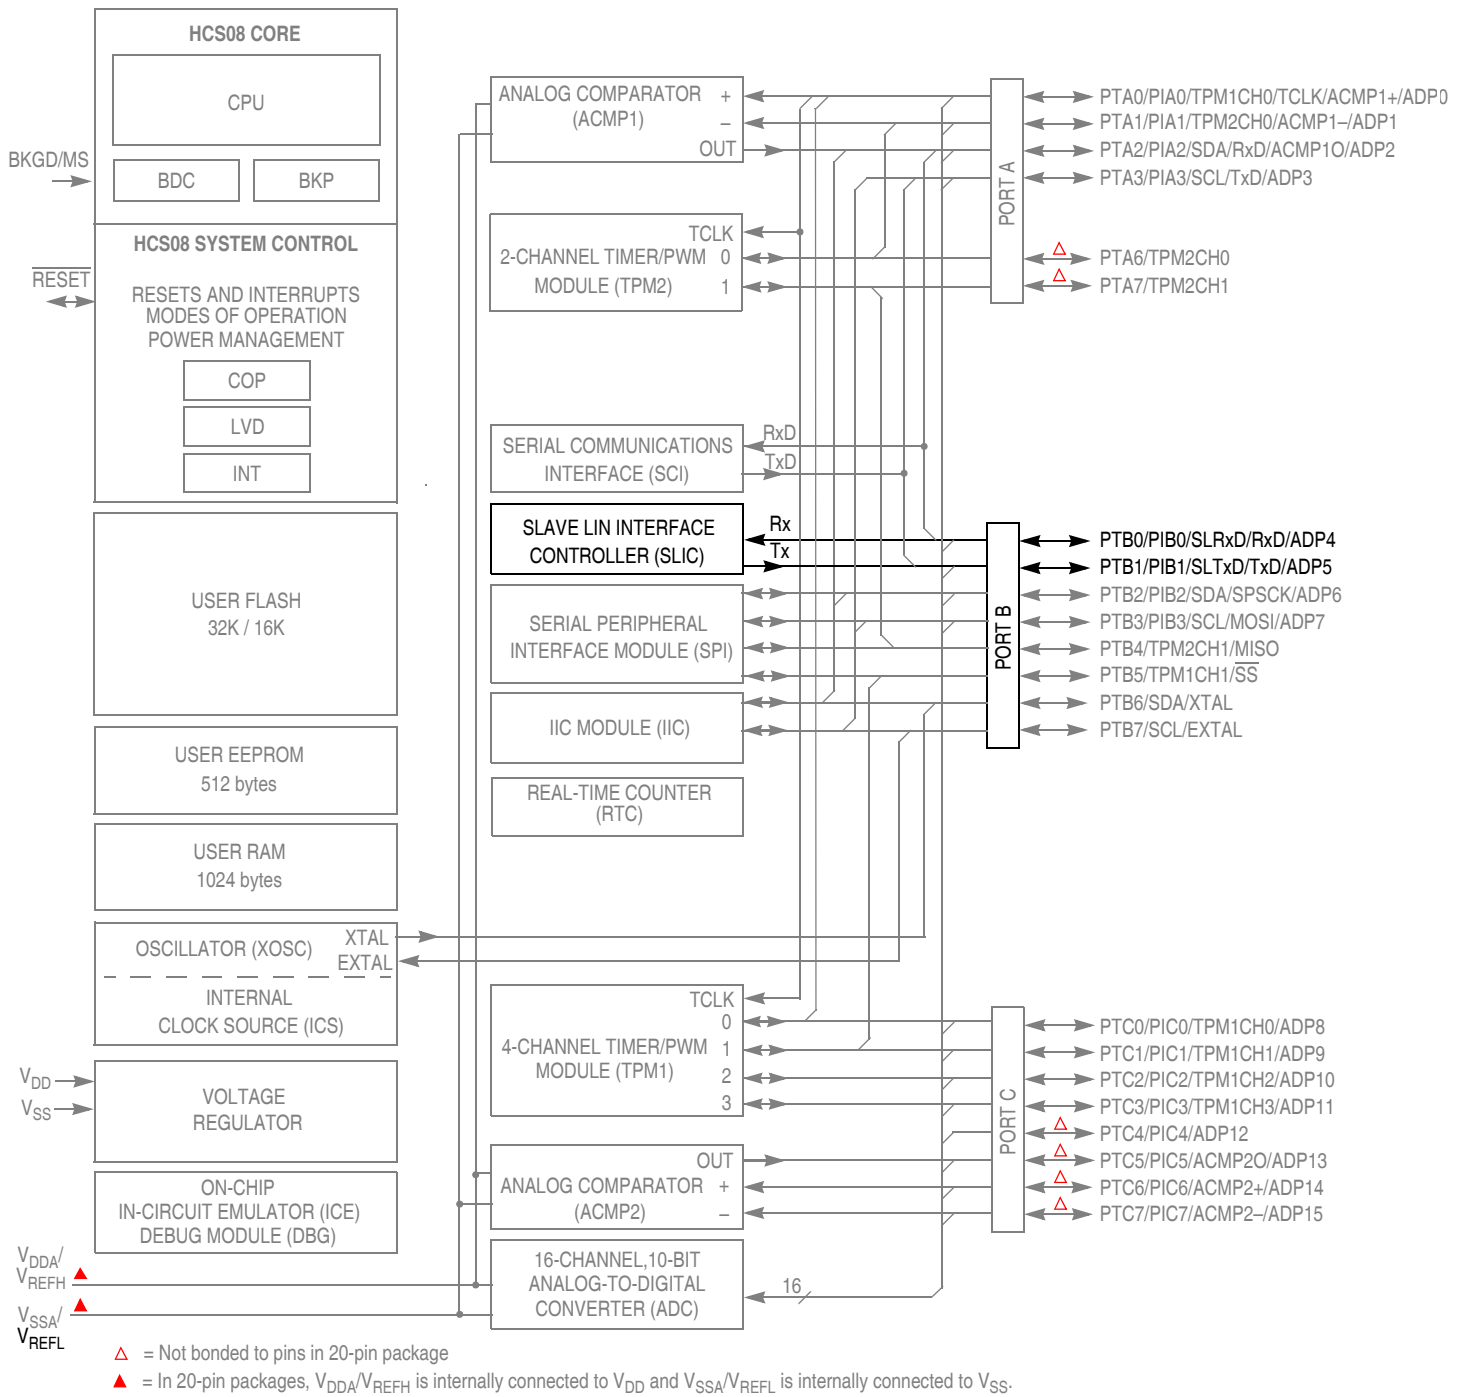 HCS08 CORE
CPU
BKGD/MS
BDC
BKP
HCS08 SYSTEM CONTROL
RESET
RESETS AND INTERRUPTS
MODES OF OPERATION
POWER MANAGEMENT
COP
LVD
INT
USER FLASH
32K / 16K
USER EEPROM
512 bytes
USER RAM
1024 bytes
OSCILLATOR (XOSC)
XTAL
EXTAL
INTERNAL
CLOCK SOURCE (ICS)
VDD
VSS
VOLTAGE
REGULATOR
ON-CHIP
IN-CIRCUIT EMULATOR (ICE)
DEBUG MODULE (DBG)
VDDA/
VREFH
VSSA/
VREFL
ANALOG COMPARATOR
(ACMP1)
+
–
OUT
TCLK
2-CHANNEL TIMER/PWM
MODULE (TPM2)
0
1
SERIAL COMMUNICATIONS
INTERFACE (SCI)
RxD
TxD
SLAVE LIN INTERFACE
CONTROLLER (SLIC)
Rx
Tx
SERIAL PERIPHERAL
INTERFACE MODULE (SPI)
IIC MODULE (IIC)
REAL-TIME COUNTER
(RTC)
TCLK
0
4-CHANNEL TIMER/PWM
MODULE (TPM1)
1
2
3
OUT
ANALOG COMPARATOR
(ACMP2)
+
–
16-CHANNEL,10-BIT
ANALOG-TO-DIGITAL
CONVERTER (ADC)
16
PORT A
PTA0/PIA0/TPM1CH0/TCLK/ACMP1+/ADP0
PTA1/PIA1/TPM2CH0/ACMP1–/ADP1
PTA2/PIA2/SDA/RxD/ACMP1O/ADP2
PTA3/PIA3/SCL/TxD/ADP3
PTA6/TPM2CH0
PTA7/TPM2CH1
PORT B
PTB0/PIB0/SLRxD/RxD/ADP4
PTB1/PIB1/SLTxD/TxD/ADP5
PTB2/PIB2/SDA/SPSCK/ADP6
PTB3/PIB3/SCL/MOSI/ADP7
PTB4/TPM2CH1/MISO
PTB5/TPM1CH1/SS
PTB6/SDA/XTAL
PTB7/SCL/EXTAL
PORT C
PTC0/PIC0/TPM1CH0/ADP8
PTC1/PIC1/TPM1CH1/ADP9
PTC2/PIC2/TPM1CH2/ADP10
PTC3/PIC3/TPM1CH3/ADP11
PTC4/PIC4/ADP12
PTC5/PIC5/ACMP2O/ADP13
PTC6/PIC6/ACMP2+/ADP14
PTC7/PIC7/ACMP2–/ADP15
= Not bonded to pins in 20-pin package
= In 20-pin packages, VDDA/VREFH is internally connected to VDD and VSSA/VREFL is internally connected to VSS.